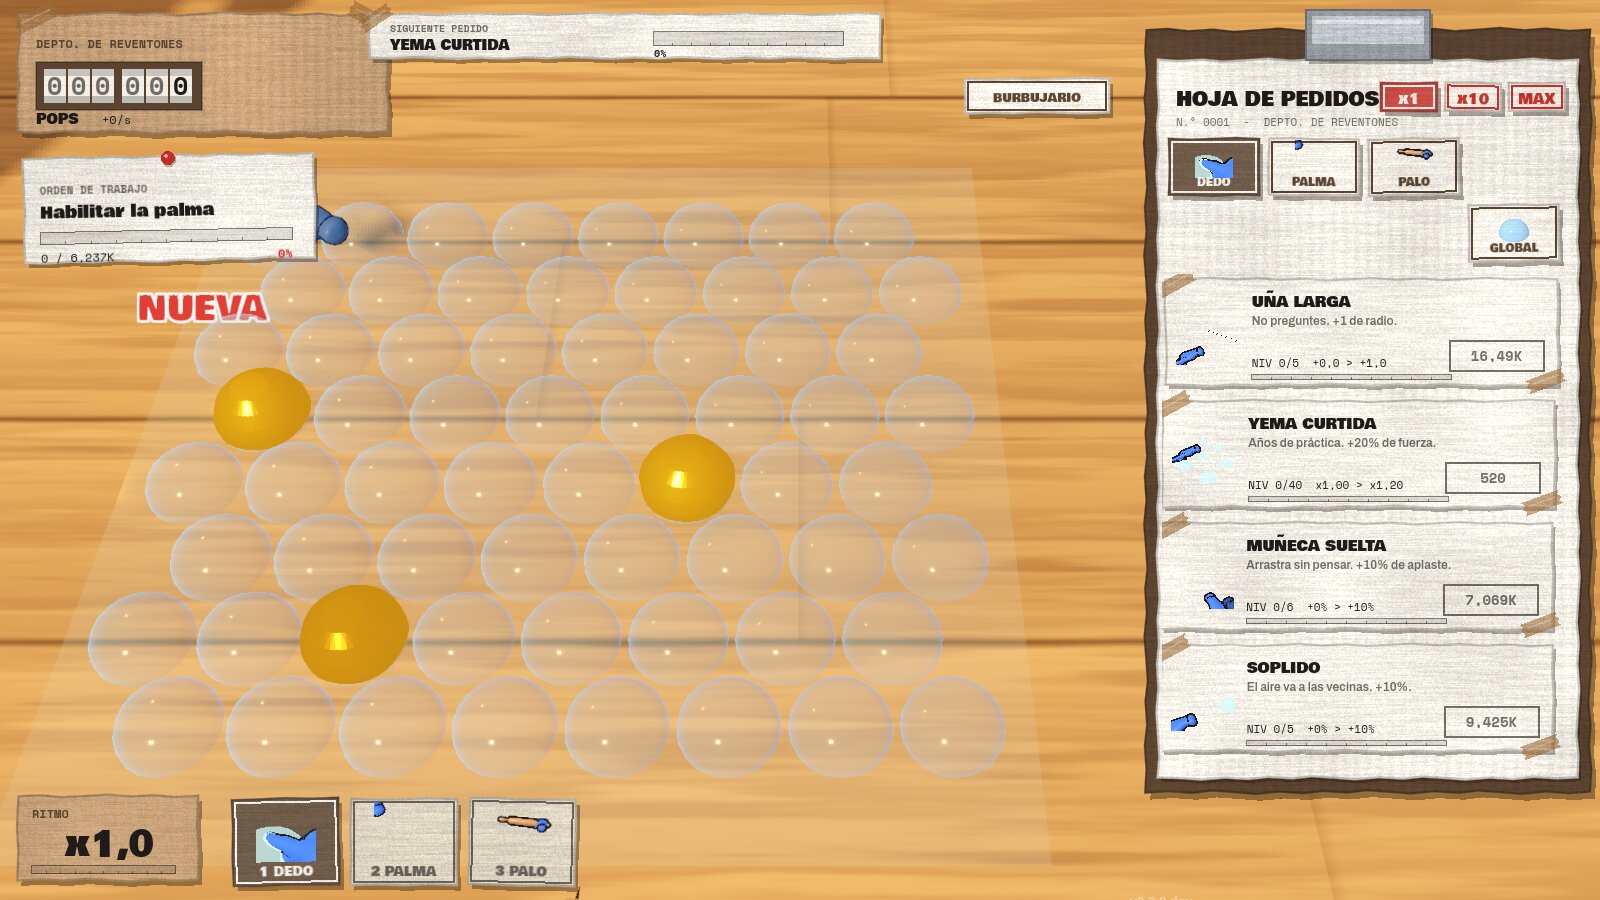 DEPTO. DE REVENTONES
000000
POPS +0/s
SIGUIENTE PEDIDO
YEMA CURTIDA
0%
BURBUJARIO
ORDEN DE TRABAJO
Habilitar la palma
0 / 6,237K 0%
NUEVA
HOJA DE PEDIDOS x1 x10 MAX
N.° 0001 - DEPTO. DE REVENTONES
DEDO PALMA PALO
GLOBAL
UÑA LARGA
No preguntes. +1 de radio.
NIV 0/5 +0,0 > +1,0 16,49K
YEMA CURTIDA
Años de práctica. +20% de fuerza.
NIV 0/40 x1,00 > x1,20 520
MUÑECA SUELTA
Arrastra sin pensar. +10% de aplaste.
NIV 0/6 +0% > +10% 7,069K
SOPLIDO
El aire va a las vecinas. +10%.
NIV 0/5 +0% > +10% 9,425K
RITMO
x1,0
1 DEDO 2 PALMA 3 PALO